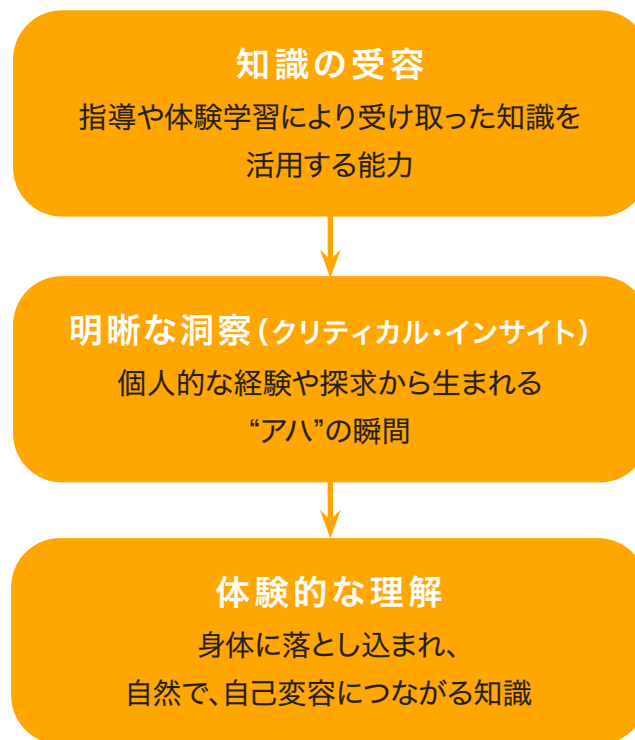 知識の受容
指導や体験学習により受け取った知識を
活用する能力
明晰な洞察(クリティカル・インサイト)
個人的な経験や探求から生まれる
“アハ”の瞬間
体験的な理解
身体に落とし込まれ、
自然で、自己変容につながる知識